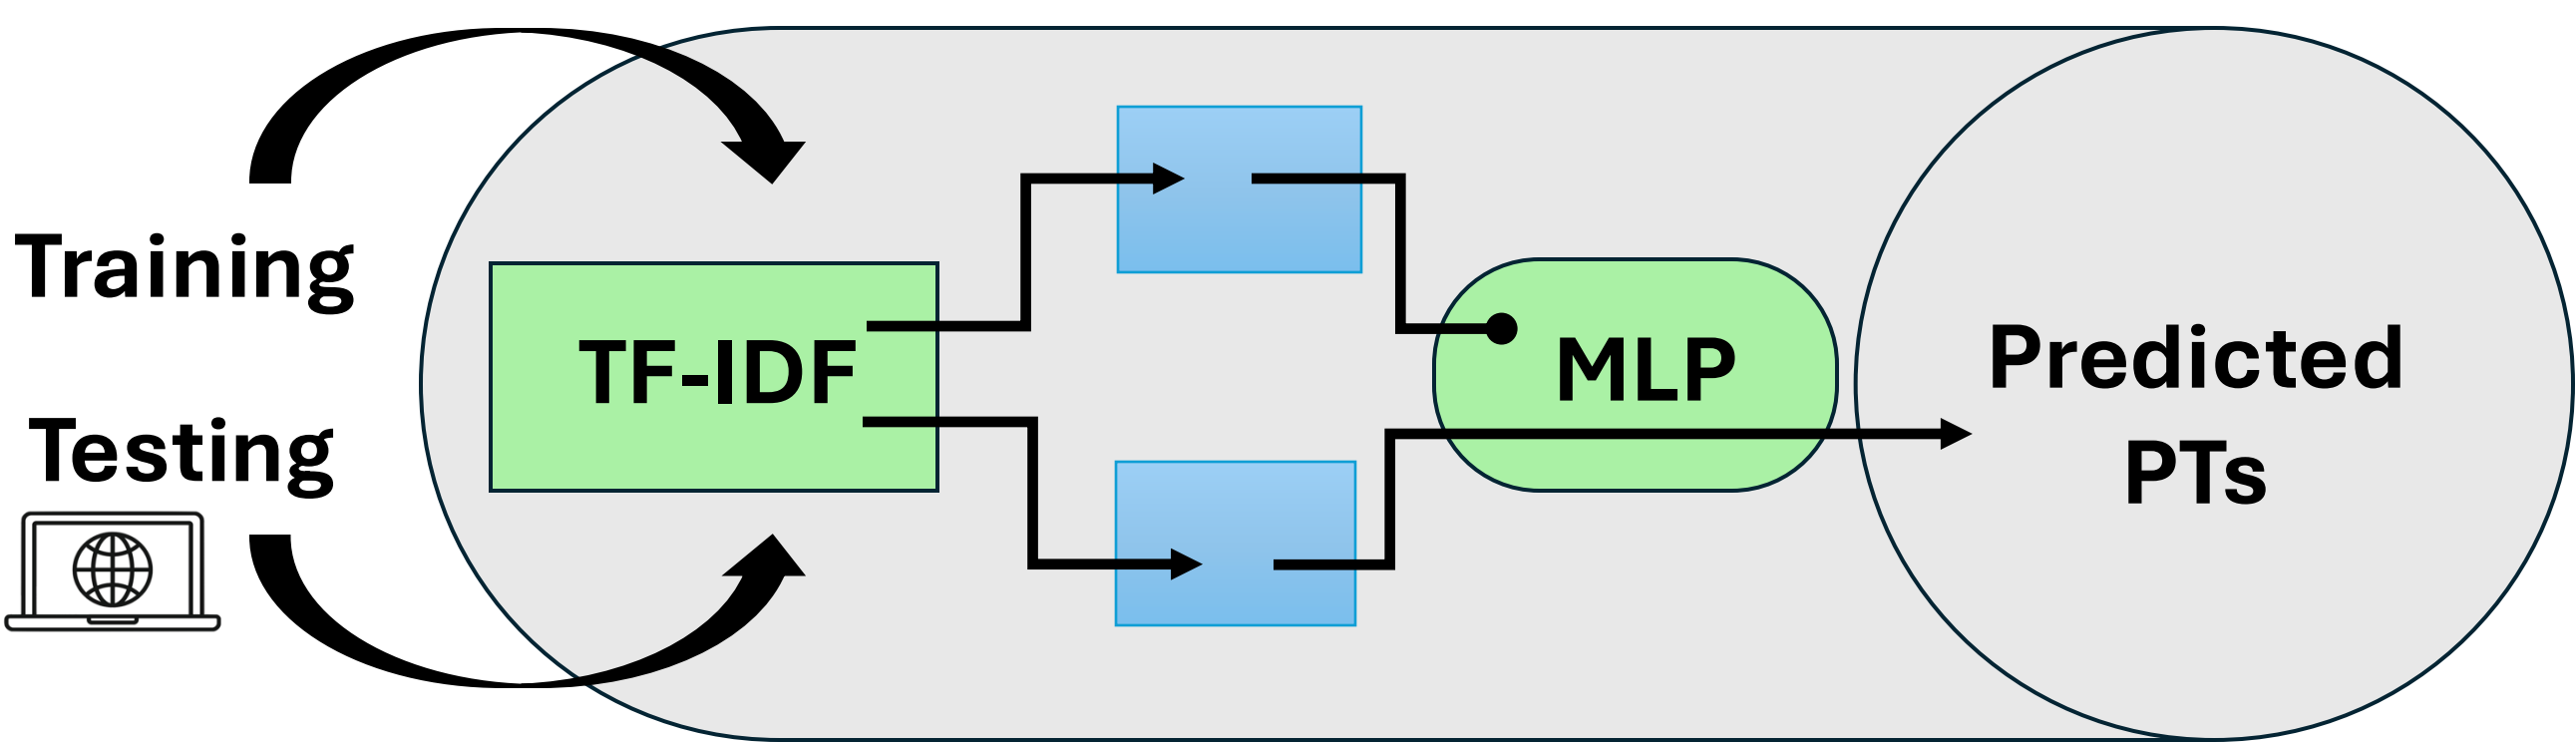 Training
Testing
TF-IDF
MLP
Predicted
PTs